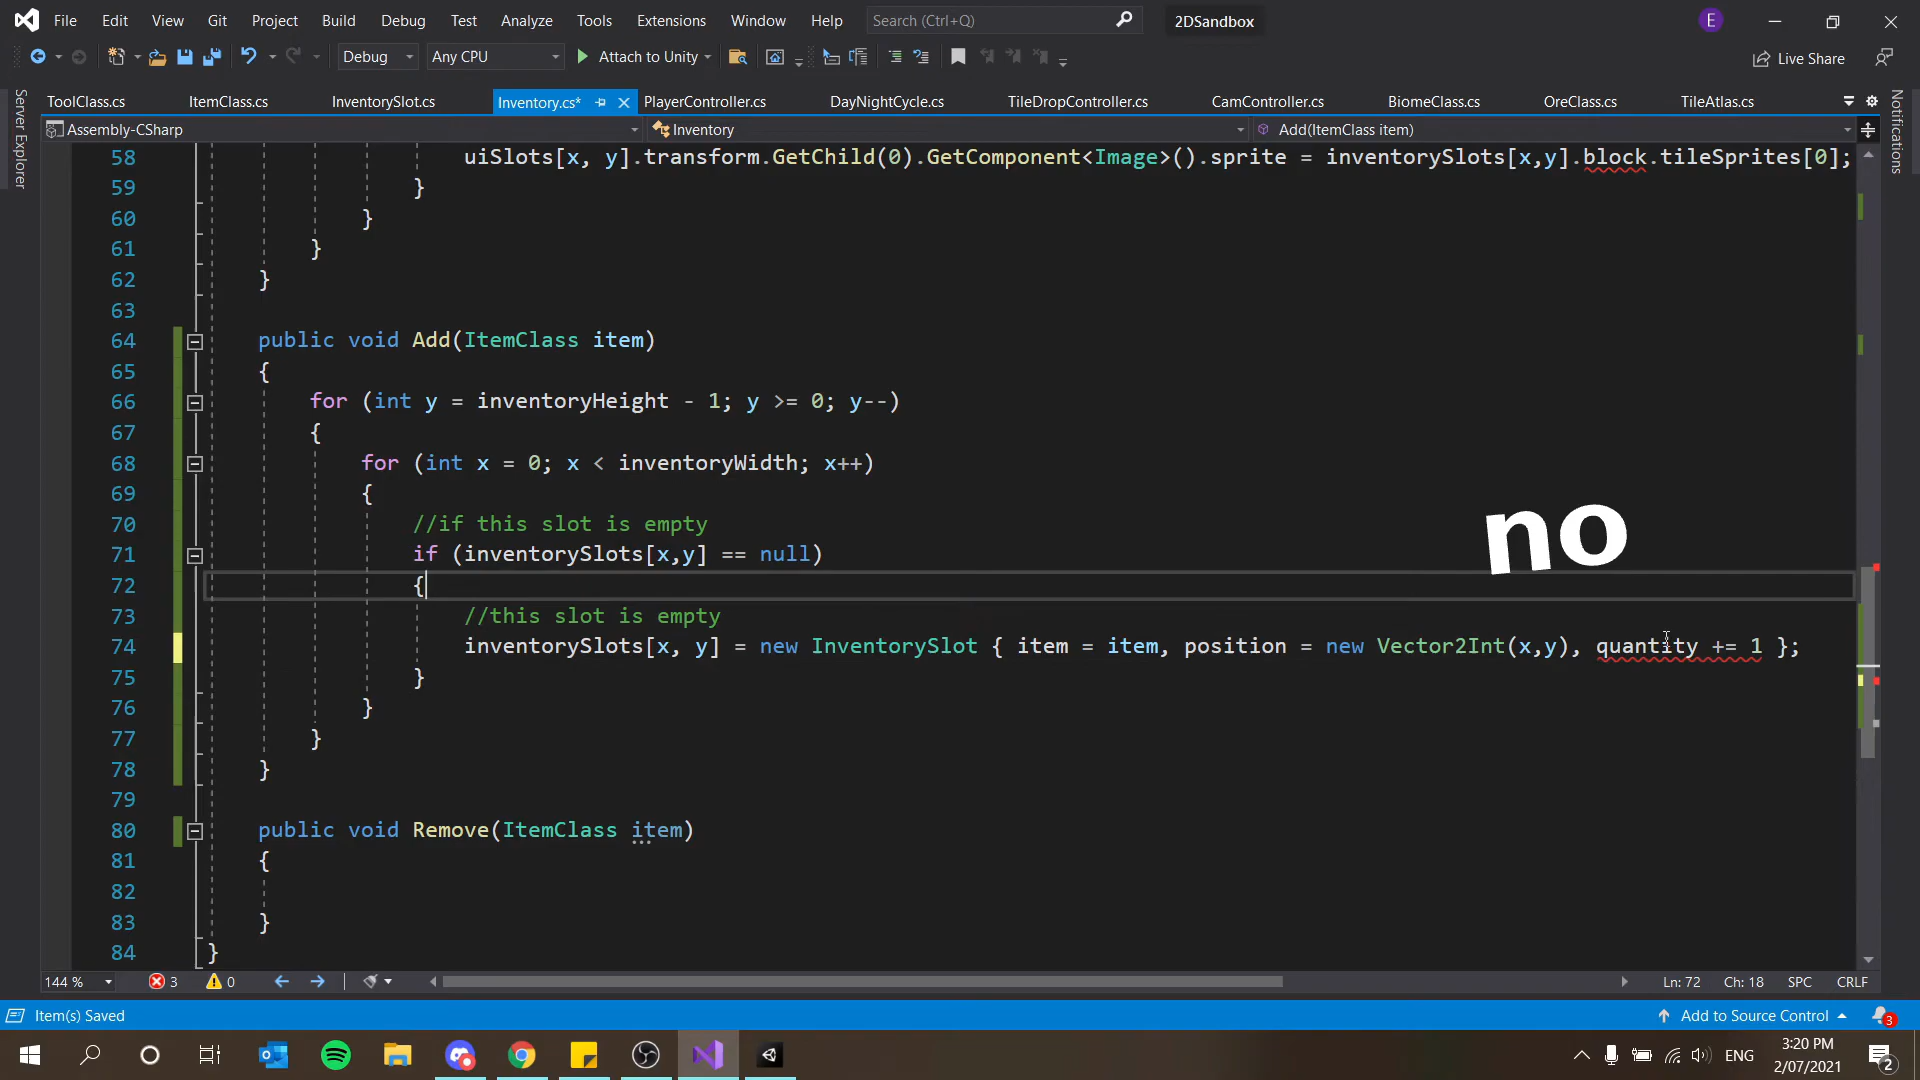 File Edit View Git Project Build Debug Test Analyze Tools Extensions Window Help Search (Ctrl+Q) 2DSandbox E
Debug Any CPU Attach to Unity Live Share
ToolClass.cs ItemClass.cs InventorySlot.cs Inventory.cs* PlayerController.cs DayNightCycle.cs TileDropController.cs CamController.cs BiomeClass.cs OreClass.cs TileAtlas.cs
Server Explorer
Notifications
Assembly-CSharp Inventory Add(ItemClass item)
58 uiSlots[x, y].transform.GetChild(0).GetComponent<Image>().sprite = inventorySlots[x,y].block.tileSprites[0];
59 }
60 }
61 }
62 }
63
64 public void Add(ItemClass item)
65 {
66 for (int y = inventoryHeight - 1; y >= 0; y--)
67 {
68 for (int x = 0; x < inventoryWidth; x++)
69 {
70 //if this slot is empty
71 if (inventorySlots[x,y] == null)
no
72 {
73 //this slot is empty
74 inventorySlots[x, y] = new InventorySlot { item = item, position = new Vector2Int(x,y), quantity += 1 };
75 }
76 }
77 }
78 }
79
80 public void Remove(ItemClass item)
81 {
82
83 }
84 }
144 % 3 0 Ln: 72 Ch: 18 SPC CRLF
Item(s) Saved Add to Source Control 3
ENG 3:20 PM 2
2/07/2021